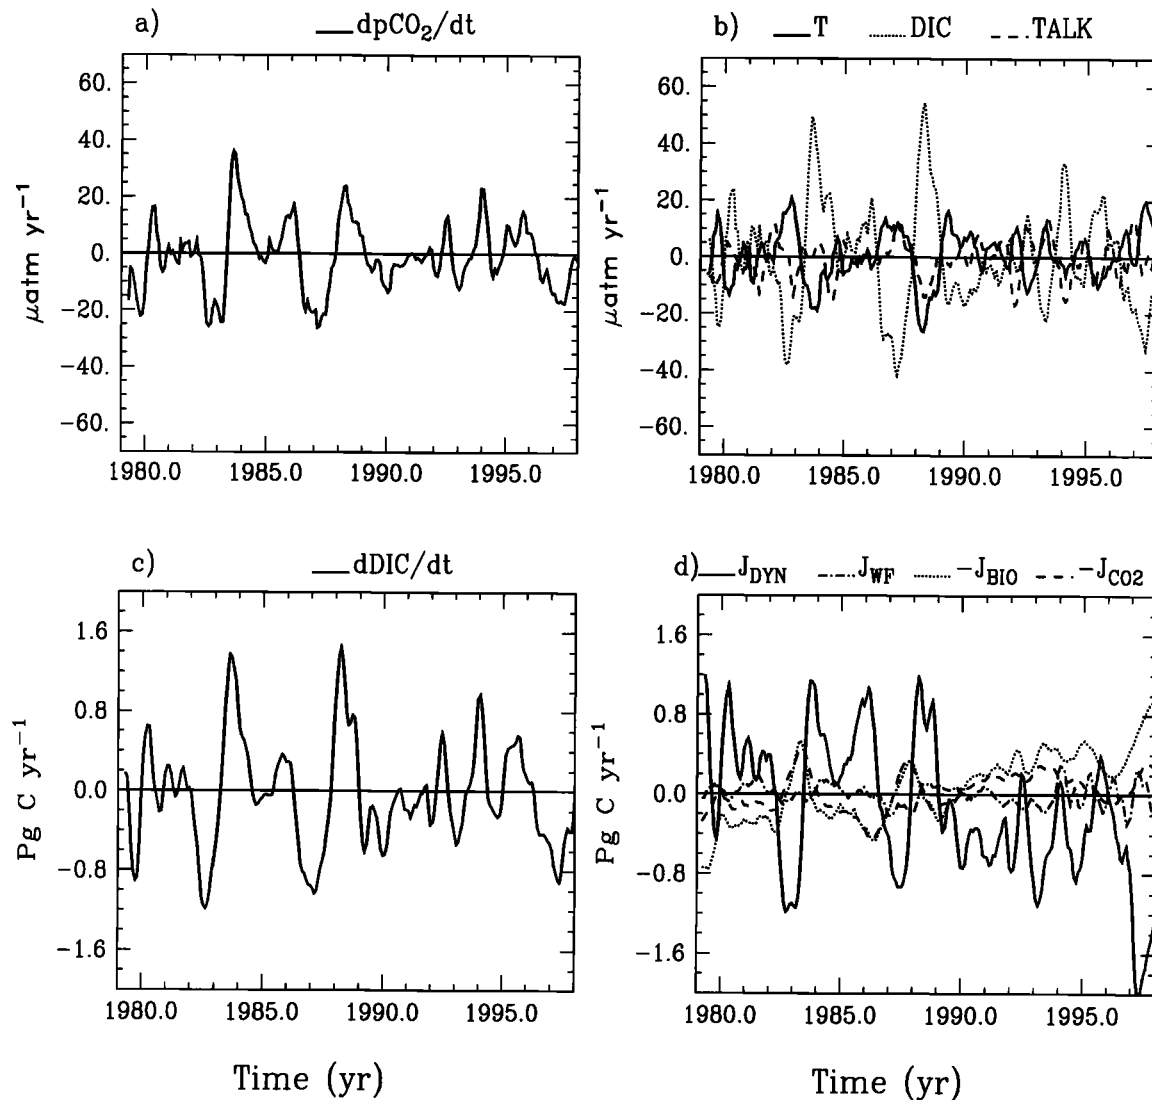 a) dpCO₂/dt
60.
40.
20.
0.
−20.
−40.
−60.
μatm yr⁻¹
1980.0 1985.0 1990.0 1995.0
b) T DIC TALK
60.
40.
20.
0.
−20.
−40.
−60.
μatm yr⁻¹
1980.0 1985.0 1990.0 1995.0
c) dDIC/dt
1.6
0.8
0.0
−0.8
−1.6
Pg C yr⁻¹
1980.0 1985.0 1990.0 1995.0
Time (yr)
d) J_DYN J_WF −J_BIO −J_CO2
1.6
0.8
0.0
−0.8
−1.6
Pg C yr⁻¹
1980.0 1985.0 1990.0 1995.0
Time (yr)